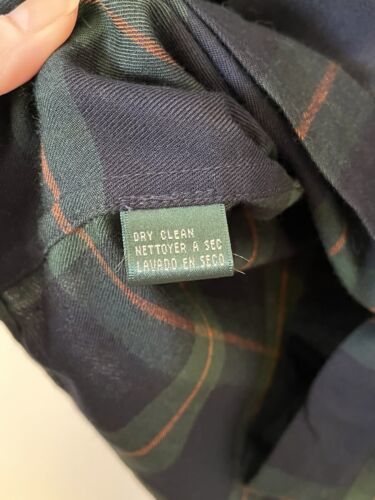 DRY CLEAN
NETTOYER A SEC
LAVADO EN SECO